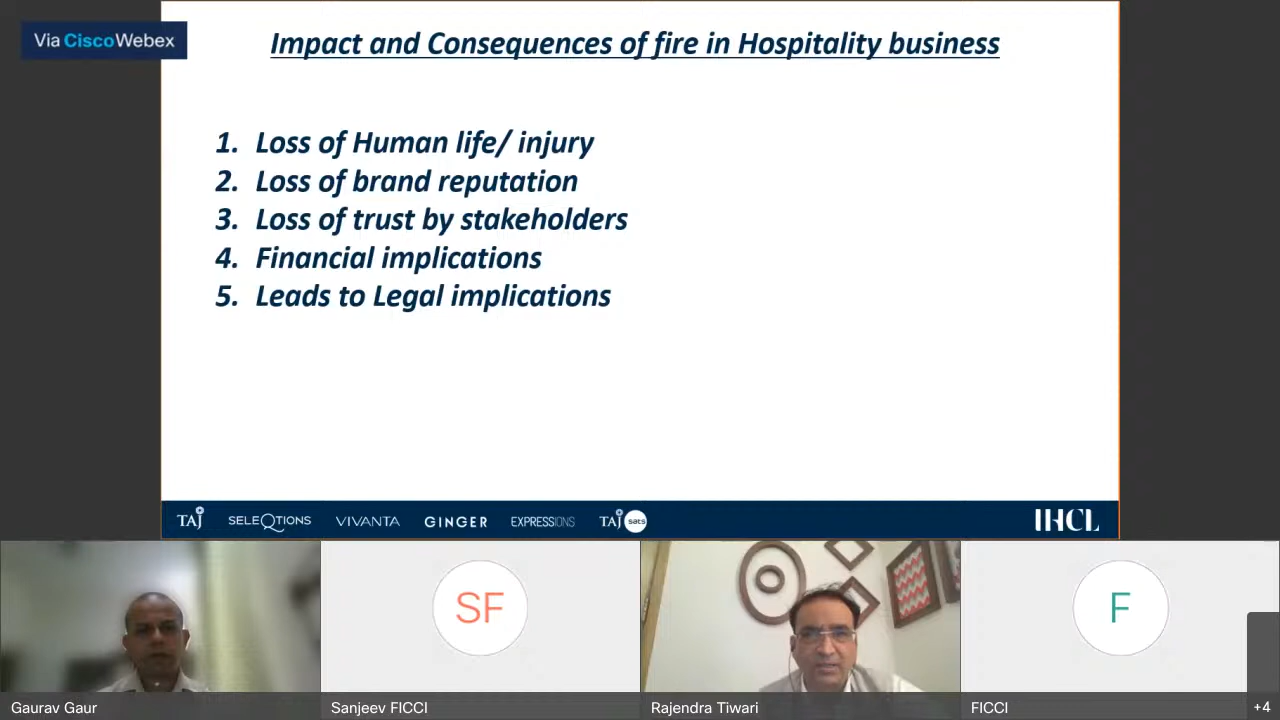 Via Cisco Webex
Impact and Consequences of fire in Hospitality business
1. Loss of Human life/ injury
2. Loss of brand reputation
3. Loss of trust by stakeholders
4. Financial implications
5. Leads to Legal implications
TAJ SELEQTIONS VIVANTA GINGER EXPRESSIONS TAJ sats IHCL
SF F
Gaurav Gaur Sanjeev FICCI Rajendra Tiwari FICCI +4